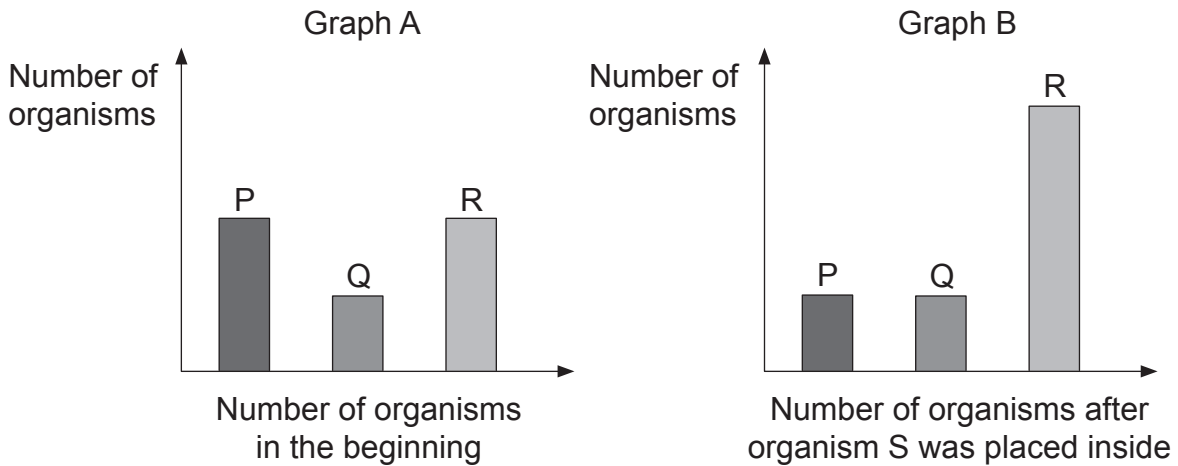 Graph A
Number of
organisms
P
Q
R
Number of organisms
in the beginning
Graph B
Number of
organisms
P
Q
R
Number of organisms after
organism S was placed inside